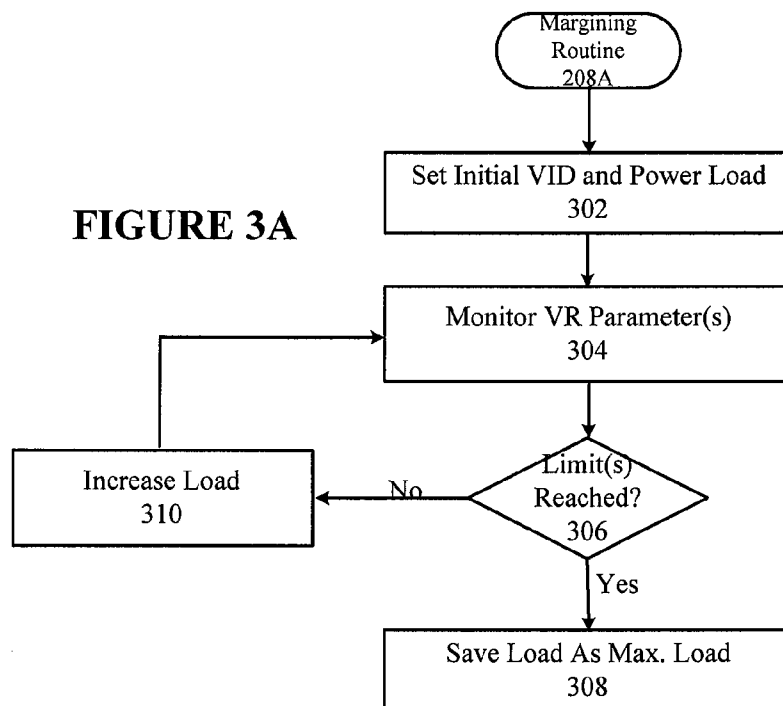 Margining
Routine
208A
Set Initial VID and Power Load
302
FIGURE 3A
Monitor VR Parameter(s)
304
Limit(s)
Reached?
306
No
Increase Load
310
Yes
Save Load As Max. Load
308